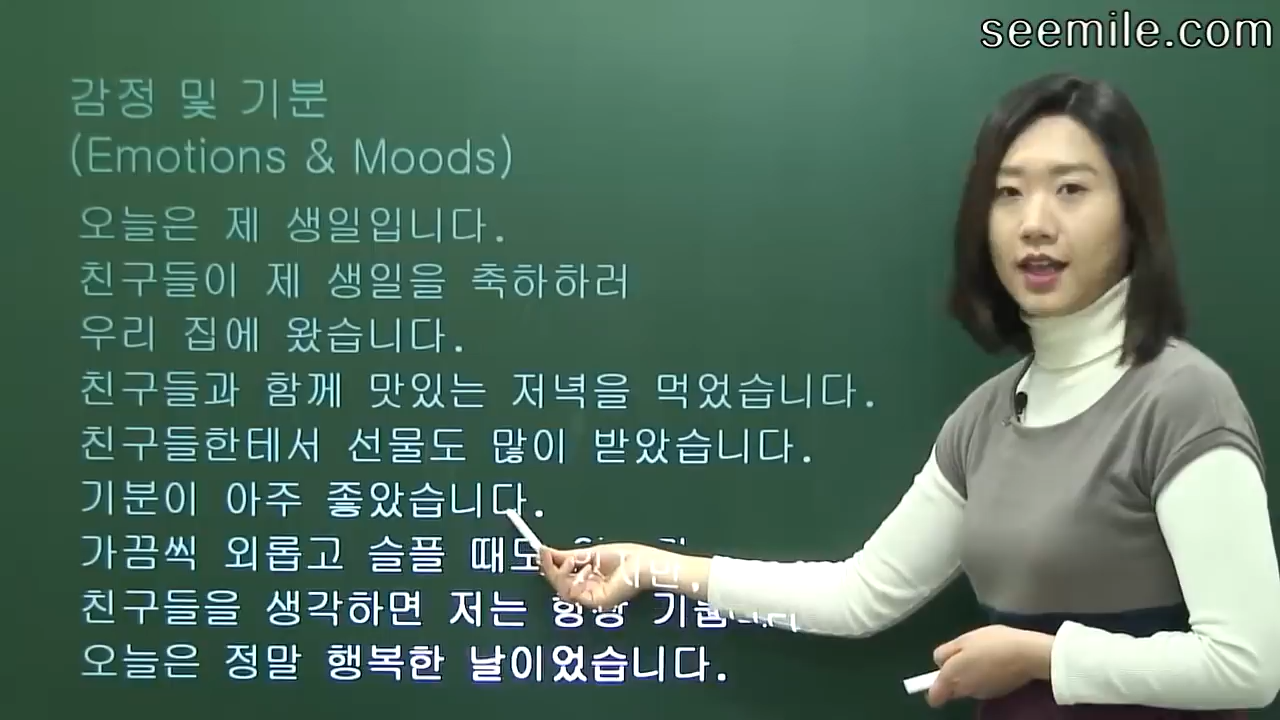 seemile.com
감정 및 기분
(Emotions & Moods)
오늘은 제 생일입니다.
친구들이 제 생일을 축하하러
우리 집에 왔습니다.
친구들과 함께 맛있는 저녁을 먹었습니다.
친구들한테서 선물도 많이 받았습니다.
기분이 아주 좋았습니다.
가끔씩 외롭고 슬플 때도
친구들을 생각하면 저는 항상
오늘은 정말 행복한 날이었습니다.